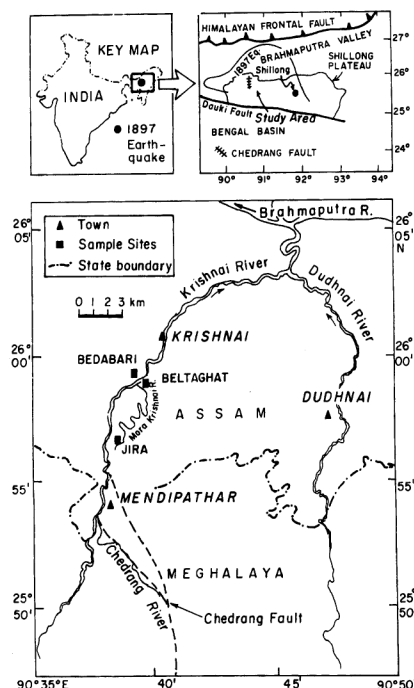 KEY MAP
INDIA
1897
Earth-
quake
HIMALAYAN FRONTAL FAULT
27°
BRAHMAPUTRA VALLEY
1897 Eq.
Shillong
SHILLONG
PLATEAU
26°
Dauki Fault
Study Area
25°
BENGAL BASIN
CHEDRANG FAULT
24°
90° 91° 92° 93° 94°
Town
Sample Sites
State boundary
0 1 2 3 km
Brahmaputra R.
26°
05'
26°
05'
N
Krishnai River
Dudhnai River
KRISHNAI
26°
00'
26°
00'
BEDABARI
BELTAGHAT
Mora Krishnai R.
DUDHNAI
ASSAM
JIRA
55'
55'
MENDIPATHAR
Chedrang River
MEGHALAYA
Chedrang Fault
25°
50'
25°
50'
90° 35'E 40' 45' 90° 50'